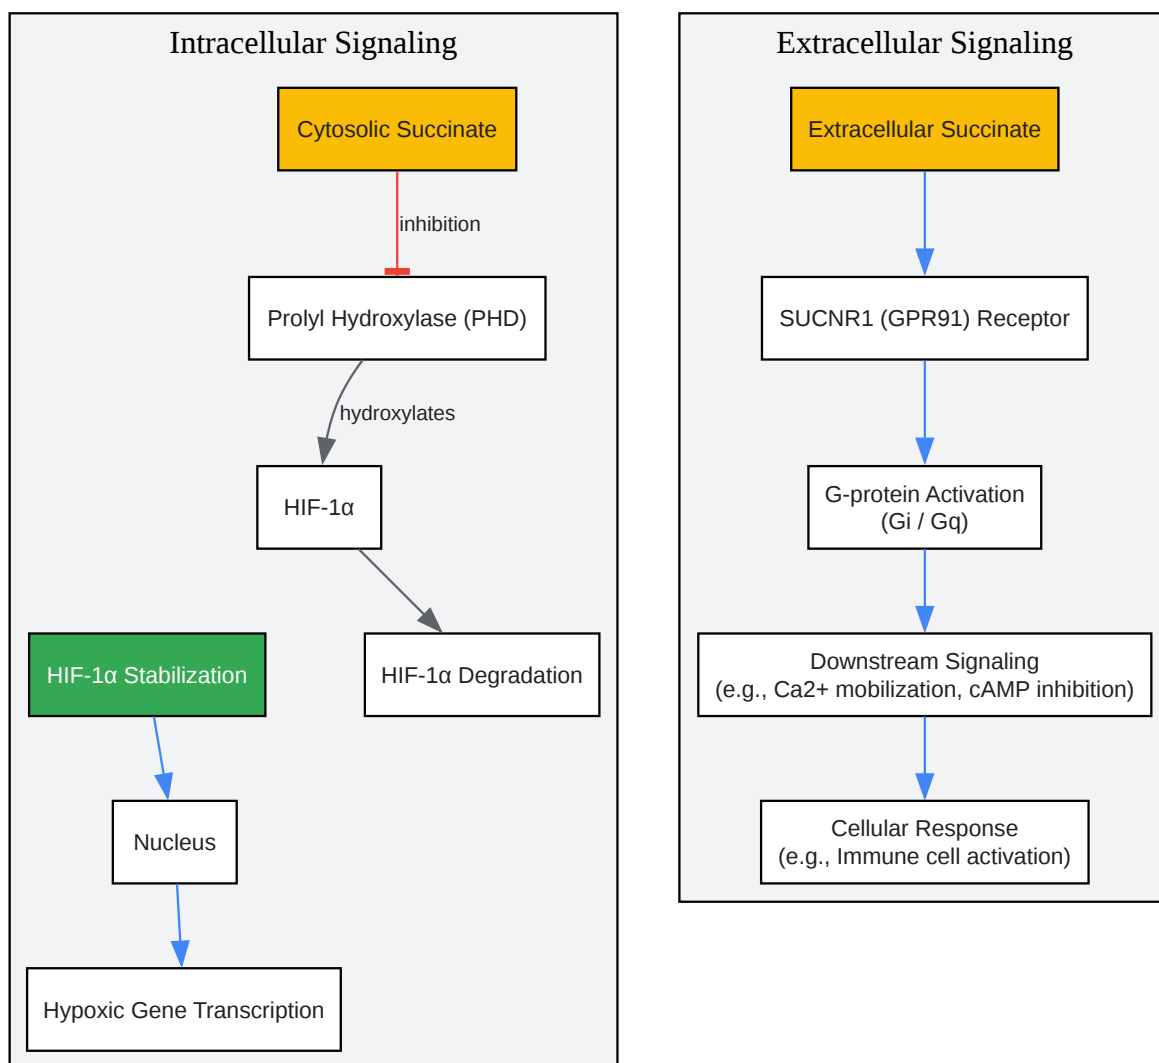 Intracellular Signaling
Cytosolic Succinate
inhibition
Prolyl Hydroxylase (PHD)
hydroxylates
HIF-1α
HIF-1α Stabilization
HIF-1α Degradation
Nucleus
Hypoxic Gene Transcription
Extracellular Signaling
Extracellular Succinate
SUCNR1 (GPR91) Receptor
G-protein Activation
(Gi / Gq)
Downstream Signaling
(e.g., Ca2+ mobilization, cAMP inhibition)
Cellular Response
(e.g., Immune cell activation)